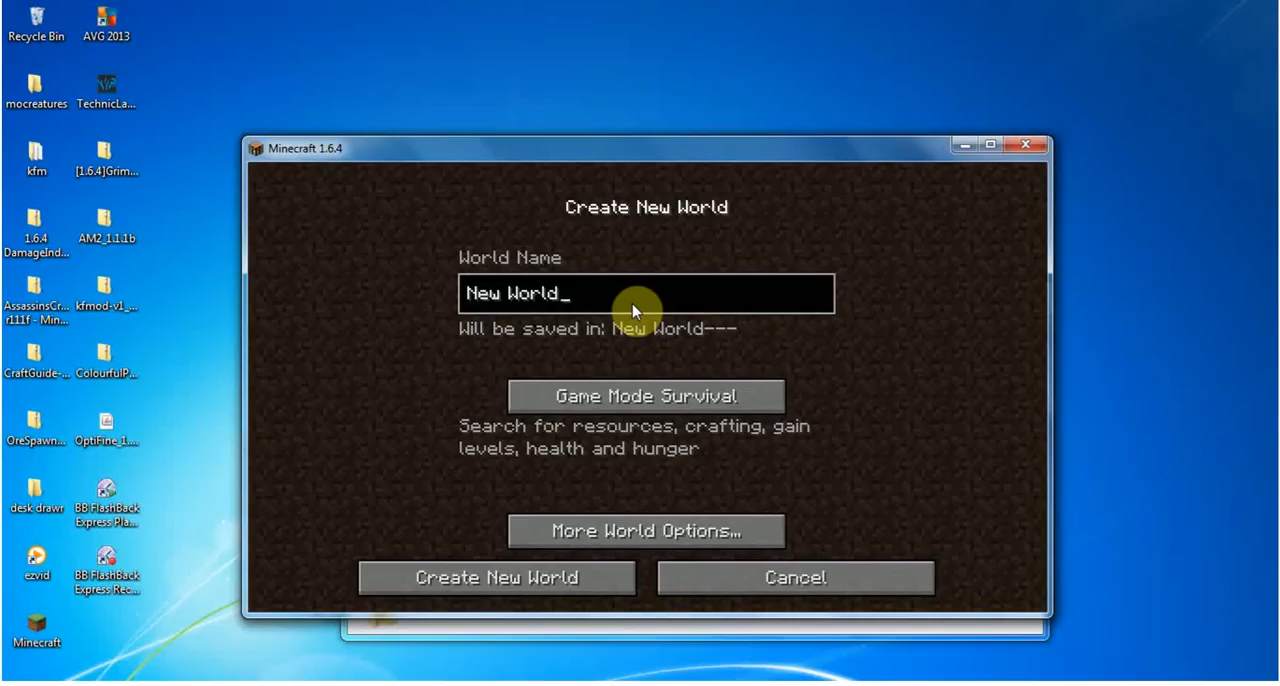 Recycle Bin
AVG 2013
mocreatures
TechnicLa...
kfm
[1.6.4]Grim...
1.6.4
DamageInd...
AM2_1.1.1b
AssassinsCr...
r111f - Min...
kfmod-v1_...
CraftGuide-...
ColourfulP...
OreSpawn...
OptiFine_1....
desk drawr
BB FlashBack
Express Pla...
ezvid
BB FlashBack
Express Rec...
Minecraft
Minecraft 1.6.4
Create New World
World Name
New World_
Will be saved in: New World---
Game Mode Survival
Search for resources, crafting, gain
levels, health and hunger
More World Options...
Create New World
Cancel